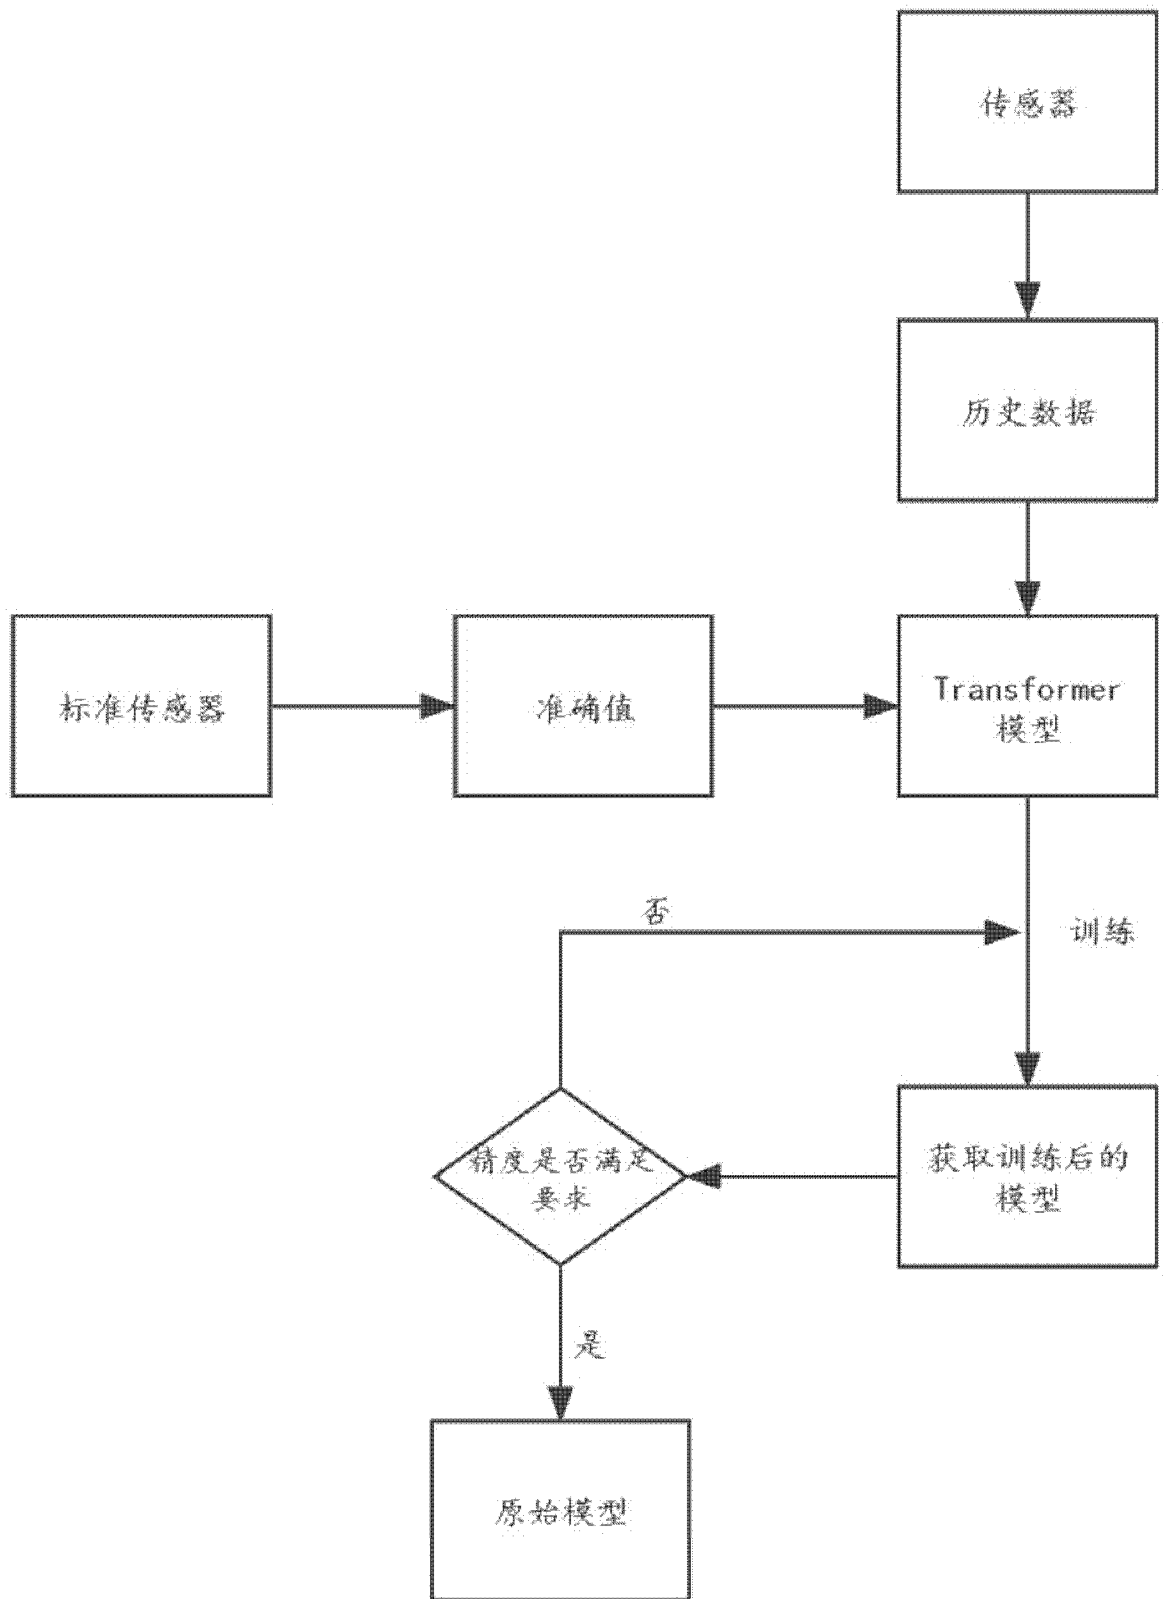 传感器
历史数据
标准传感器
准确值
Transformer
模型
否
训练
精度是否满足
要求
获取训练后的
模型
是
原始模型